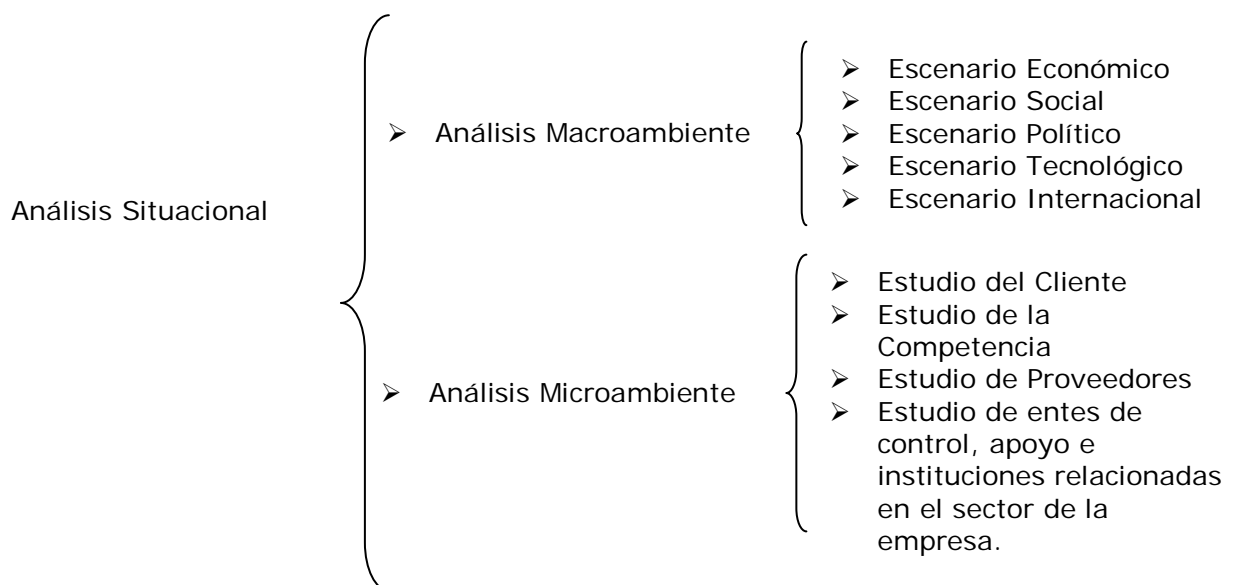 Análisis Situacional
➢ Análisis Macroambiente
➢ Escenario Económico
➢ Escenario Social
➢ Escenario Político
➢ Escenario Tecnológico
➢ Escenario Internacional
➢ Análisis Microambiente
➢ Estudio del Cliente
➢ Estudio de la
Competencia
➢ Estudio de Proveedores
➢ Estudio de entes de
control, apoyo e
instituciones relacionadas
en el sector de la
empresa.